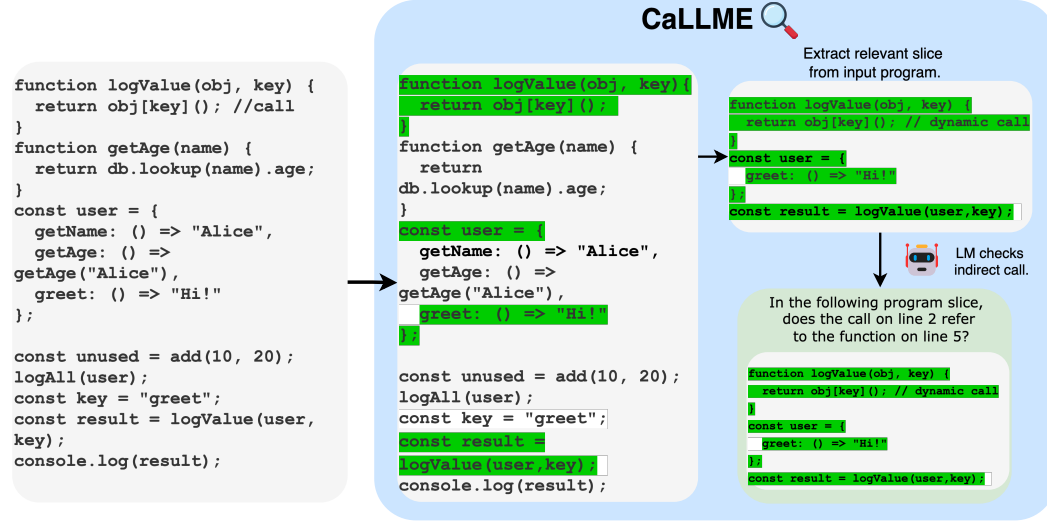 CaLLME
function logValue(obj, key) {
  return obj[key](); //call
}
function getAge(name) {
  return db.lookup(name).age;
}
const user = {
  getName: () => "Alice",
  getAge: () =>
getAge("Alice"),
  greet: () => "Hi!"
};
const unused = add(10, 20);
logAll(user);
const key = "greet";
const result = logValue(user,
key);
console.log(result);
function logValue(obj, key){
  return obj[key]();
}
function getAge(name) {
  return
db.lookup(name).age;
}
const user = {
  getName: () => "Alice",
  getAge: () =>
getAge("Alice"),
  greet: () => "Hi!"
};
const unused = add(10, 20);
logAll(user);
const key = "greet";
const result =
logValue(user,key);
console.log(result);
Extract relevant slice
from input program.
function logValue(obj, key) {
  return obj[key](); // dynamic call
}
const user = {
  greet: () => "Hi!"
};
const result = logValue(user,key);
LM checks
indirect call.
In the following program slice,
does the call on line 2 refer
to the function on line 5?
function logValue(obj, key) {
  return obj[key](); // dynamic call
}
const user = {
  greet: () => "Hi!"
};
const result = logValue(user,key);